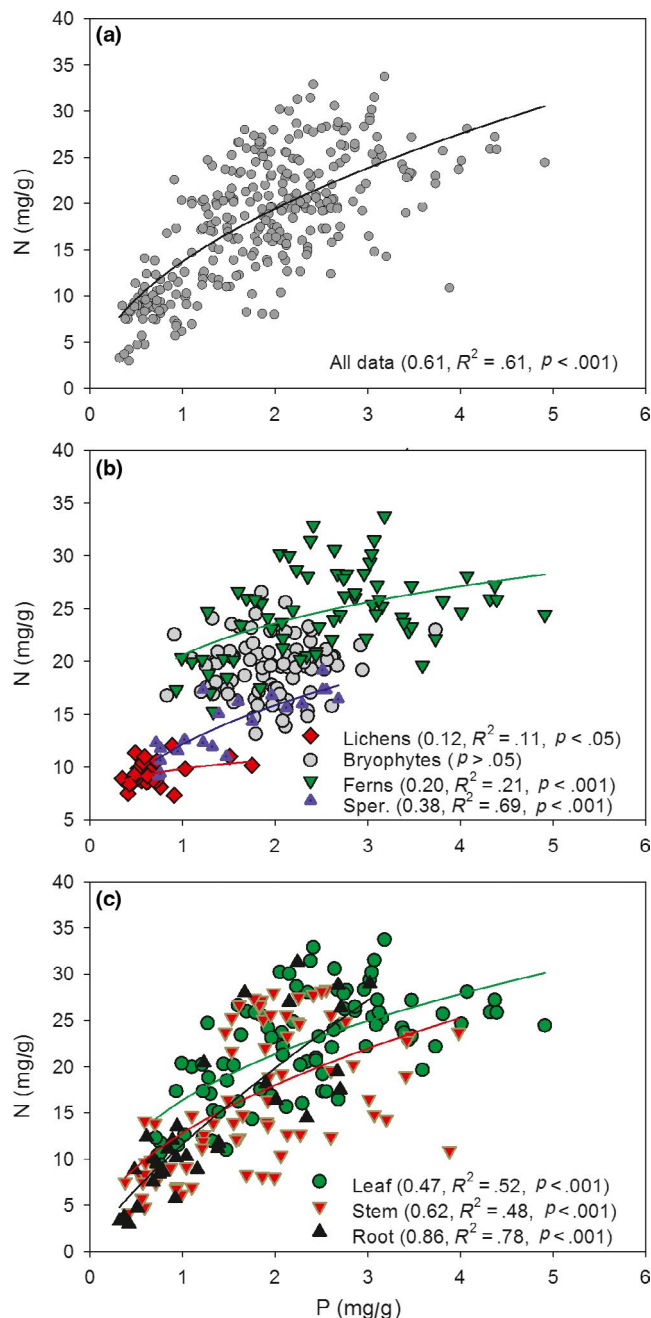 (a)
40
35
30
25
20
15
10
5
0
N (mg/g)
All data (0.61, R² = .61, p < .001)
0 1 2 3 4 5 6
(b)
40
35
30
25
20
15
10
5
N (mg/g)
Lichens (0.12, R² = .11, p < .05)
Bryophytes (p > .05)
Ferns (0.20, R² = .21, p < .001)
Sper. (0.38, R² = .69, p < .001)
0 1 2 3 4 5 6
(c)
40
35
30
25
20
15
10
5
0
N (mg/g)
Leaf (0.47, R² = .52, p < .001)
Stem (0.62, R² = .48, p < .001)
Root (0.86, R² = .78, p < .001)
0 1 2 3 4 5 6
P (mg/g)